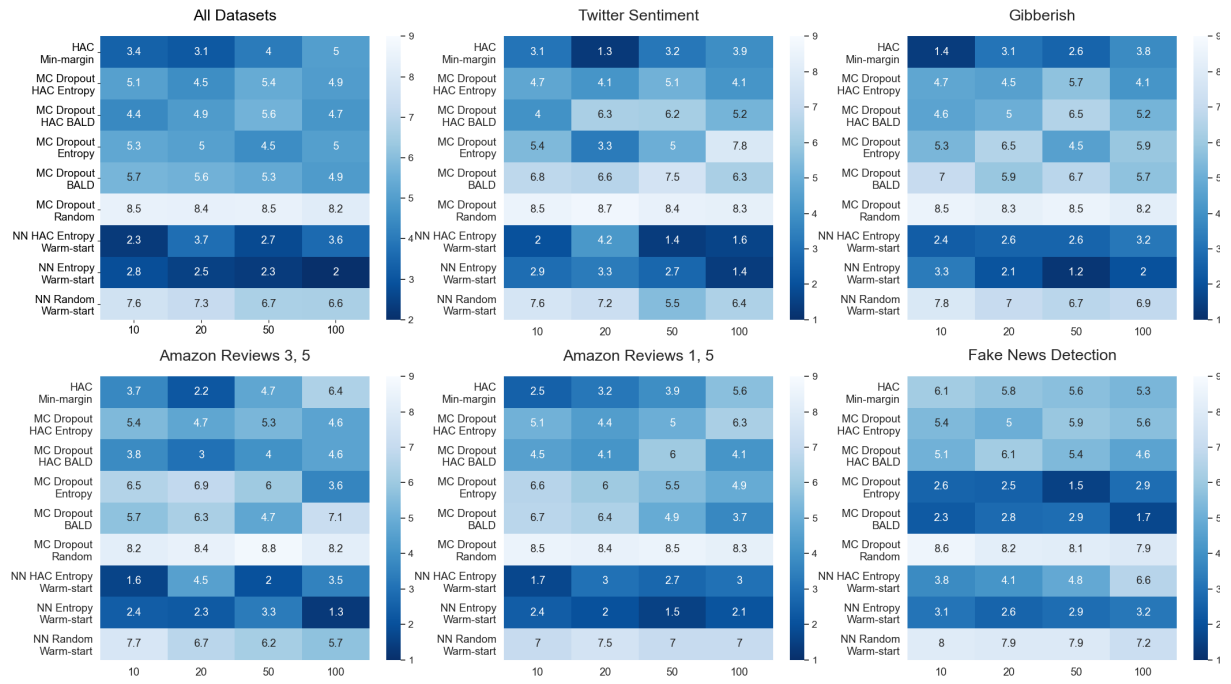 All Datasets
HAC
Min-margin
3.4 3.1 4 5
MC Dropout
HAC Entropy
5.1 4.5 5.4 4.9
MC Dropout
HAC BALD
4.4 4.9 5.6 4.7
MC Dropout
Entropy
5.3 5 4.5 5
MC Dropout
BALD
5.7 5.6 5.3 4.9
MC Dropout
Random
8.5 8.4 8.5 8.2
NN HAC Entropy
Warm-start
2.3 3.7 2.7 3.6
NN Entropy
Warm-start
2.8 2.5 2.3 2
NN Random
Warm-start
7.6 7.3 6.7 6.6
10 20 50 100
9
8
7
6
5
4
3
2
Twitter Sentiment
HAC
Min-margin
3.1 1.3 3.2 3.9
MC Dropout
HAC Entropy
4.7 4.1 5.1 4.1
MC Dropout
HAC BALD
4 6.3 6.2 5.2
MC Dropout
Entropy
5.4 3.3 5 7.8
MC Dropout
BALD
6.8 6.6 7.5 6.3
MC Dropout
Random
8.5 8.7 8.4 8.3
NN HAC Entropy
Warm-start
2 4.2 1.4 1.6
NN Entropy
Warm-start
2.9 3.3 2.7 1.4
NN Random
Warm-start
7.6 7.2 5.5 6.4
10 20 50 100
9
8
7
6
5
4
3
2
1
Gibberish
HAC
Min-margin
1.4 3.1 2.6 3.8
MC Dropout
HAC Entropy
4.7 4.5 5.7 4.1
MC Dropout
HAC BALD
4.6 5 6.5 5.2
MC Dropout
Entropy
5.3 6.5 4.5 5.9
MC Dropout
BALD
7 5.9 6.7 5.7
MC Dropout
Random
8.5 8.3 8.5 8.2
NN HAC Entropy
Warm-start
2.4 2.6 2.6 3.2
NN Entropy
Warm-start
3.3 2.1 1.2 2
NN Random
Warm-start
7.8 7 6.7 6.9
10 20 50 100
9
8
7
6
5
4
3
2
1
Amazon Reviews 3, 5
HAC
Min-margin
3.7 2.2 4.7 6.4
MC Dropout
HAC Entropy
5.4 4.7 5.3 4.6
MC Dropout
HAC BALD
3.8 3 4 4.6
MC Dropout
Entropy
6.5 6.9 6 3.6
MC Dropout
BALD
5.7 6.3 4.7 7.1
MC Dropout
Random
8.2 8.4 8.8 8.2
NN HAC Entropy
Warm-start
1.6 4.5 2 3.5
NN Entropy
Warm-start
2.4 2.3 3.3 1.3
NN Random
Warm-start
7.7 6.7 6.2 5.7
10 20 50 100
9
8
7
6
5
4
3
2
1
Amazon Reviews 1, 5
HAC
Min-margin
2.5 3.2 3.9 5.6
MC Dropout
HAC Entropy
5.1 4.4 5 6.3
MC Dropout
HAC BALD
4.5 4.1 6 4.1
MC Dropout
Entropy
6.6 6 5.5 4.9
MC Dropout
BALD
6.7 6.4 4.9 3.7
MC Dropout
Random
8.5 8.4 8.5 8.3
NN HAC Entropy
Warm-start
1.7 3 2.7 3
NN Entropy
Warm-start
2.4 2 1.5 2.1
NN Random
Warm-start
7 7.5 7 7
10 20 50 100
9
8
7
6
5
4
3
2
1
Fake News Detection
HAC
Min-margin
6.1 5.8 5.6 5.3
MC Dropout
HAC Entropy
5.4 5 5.9 5.6
MC Dropout
HAC BALD
5.1 6.1 5.4 4.6
MC Dropout
Entropy
2.6 2.5 1.5 2.9
MC Dropout
BALD
2.3 2.8 2.9 1.7
MC Dropout
Random
8.6 8.2 8.1 7.9
NN HAC Entropy
Warm-start
3.8 4.1 4.8 6.6
NN Entropy
Warm-start
3.1 2.6 2.9 3.2
NN Random
Warm-start
8 7.9 7.9 7.2
10 20 50 100
9
8
7
6
5
4
3
2
1